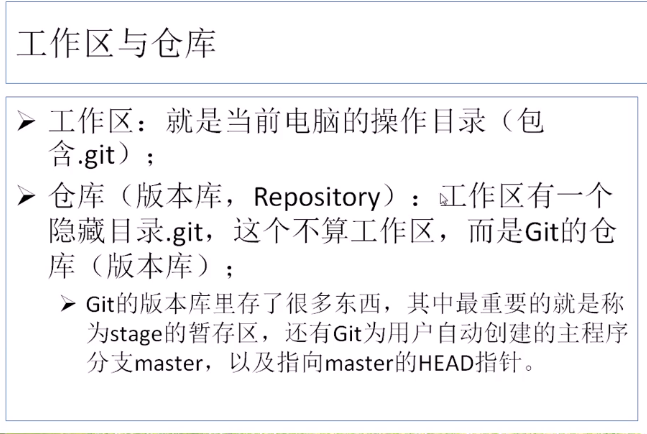 工作区与仓库
➢ 工作区：就是当前电脑的操作目录（包
含.git）；
➢ 仓库（版本库，Repository）：工作区有一个
隐藏目录.git，这个不算工作区，而是Git的仓
库（版本库）；
➢ Git的版本库里存了很多东西，其中最重要的就是称
为stage的暂存区，还有Git为用户自动创建的主程序
分支master，以及指向master的HEAD指针。